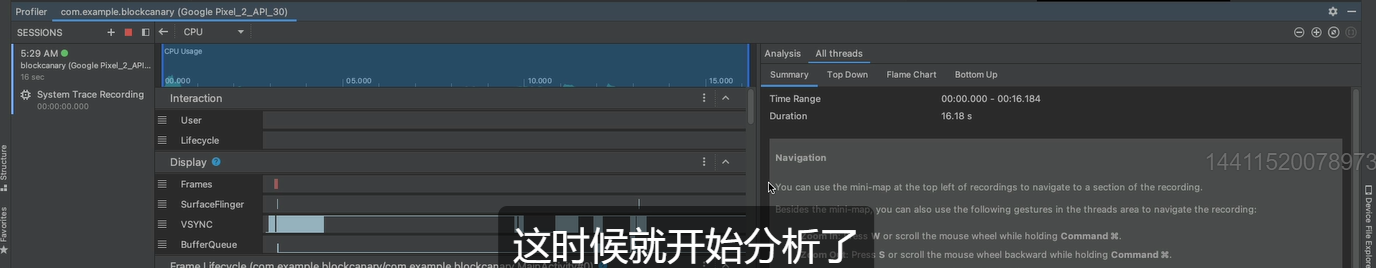 Profiler com.example.blockcanary (Google Pixel_2_API_30)
SESSIONS CPU
5:29 AM
blockcanary (Google Pixel_2_API...
16 sec
System Trace Recording
00:00:00.000
CPU Usage
00.000 05.000 10.000 15.000
Interaction
User
Lifecycle
Display
Frames
SurfaceFlinger
VSYNC
BufferQueue
Frame Lifecycle (com.example.blockcanary/com.example.blockcanary.MainActivity#0)
Analysis All threads
Summary Top Down Flame Chart Bottom Up
Time Range 00:00.000 - 00:16.184
Duration 16.18 s
Navigation
You can use the mini-map at the top left of recordings to navigate to a section of the recording.
Besides the mini-map, you can also use the following gestures in the threads area to navigate the recording:
Zoom In: Press W or scroll the mouse wheel while holding Command ⌘.
Zoom Out: Press S or scroll the mouse wheel backward while holding Command ⌘.
14411520078973
这时候就开始分析了
Structure
Favorites
Device File Explorer